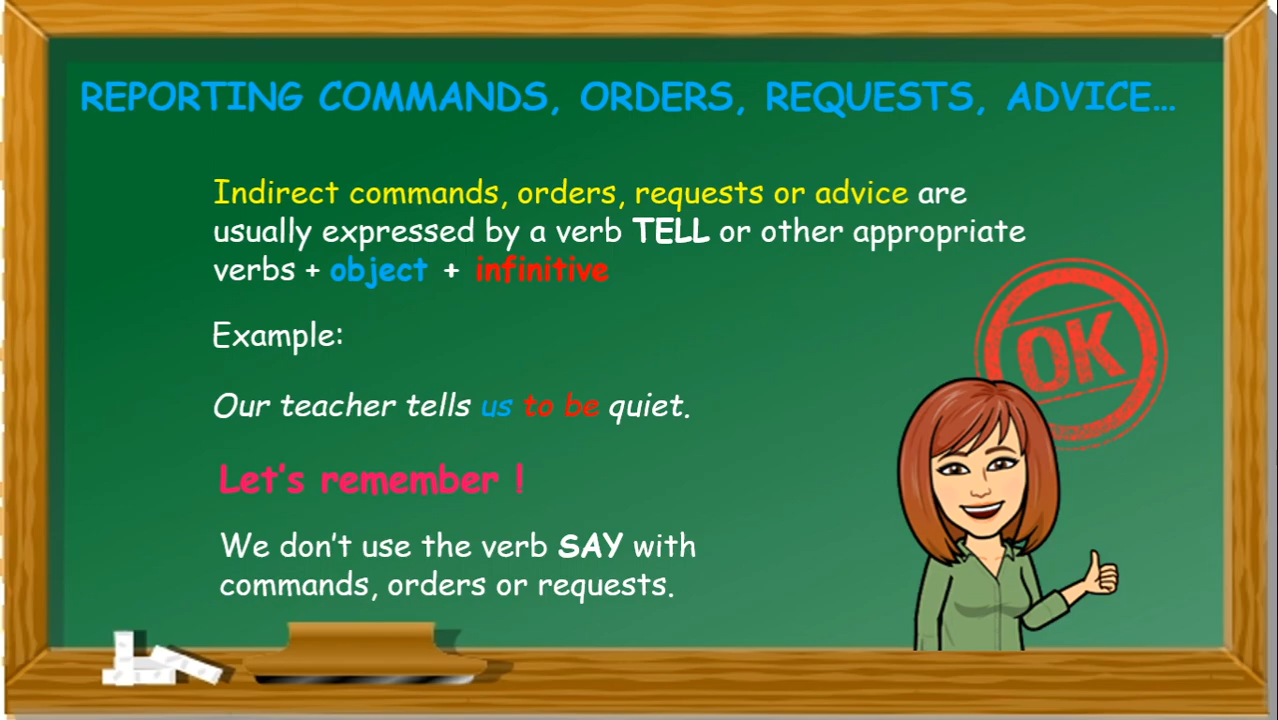 REPORTING COMMANDS, ORDERS, REQUESTS, ADVICE…
Indirect commands, orders, requests or advice are
usually expressed by a verb TELL or other appropriate
verbs + object + infinitive
Example:
OK
Our teacher tells us to be quiet.
Let's remember !
We don't use the verb SAY with
commands, orders or requests.